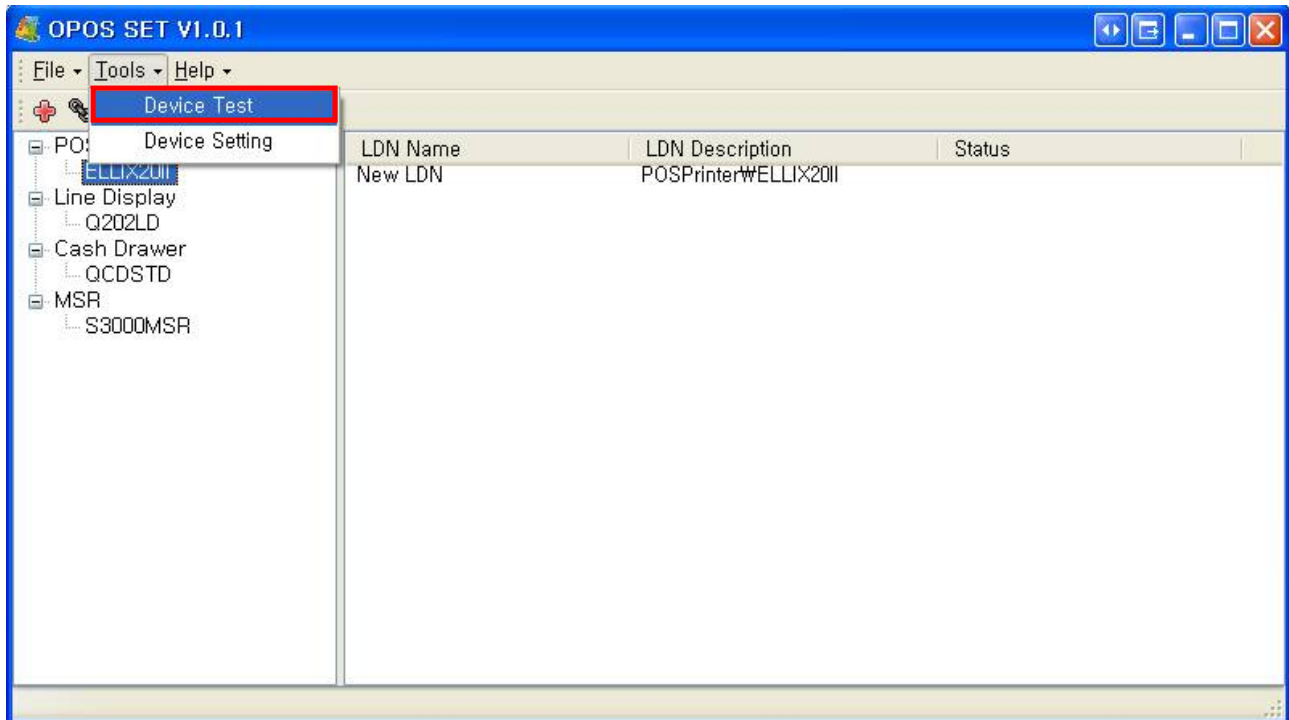 OPOS SET V1.0.1
File Tools Help
Device Test
Device Setting
LDN Name LDN Description Status
ELLIX20II New LDN POSPrinter₩ELLIX20II
Line Display
Q202LD
Cash Drawer
QCDSTD
MSR
S3000MSR